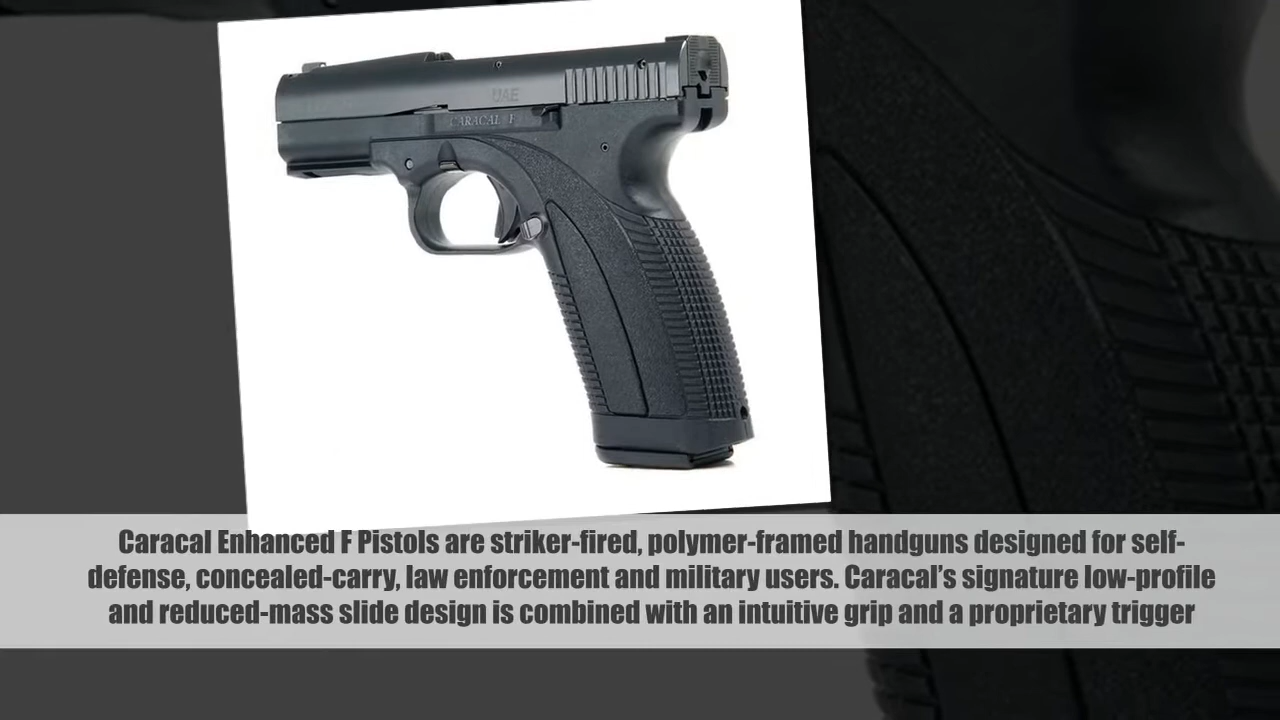 UAE
CARACAL F
Caracal Enhanced F Pistols are striker-fired, polymer-framed handguns designed for self-
defense, concealed-carry, law enforcement and military users. Caracal’s signature low-profile
and reduced-mass slide design is combined with an intuitive grip and a proprietary trigger